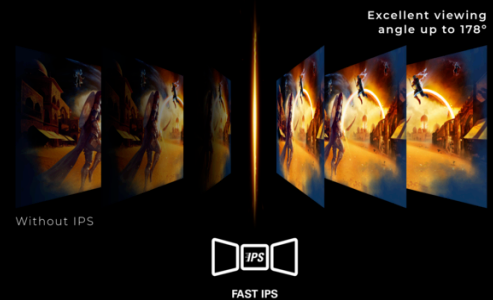 Excellent viewing
angle up to 178°
Without IPS
IPS
FAST IPS